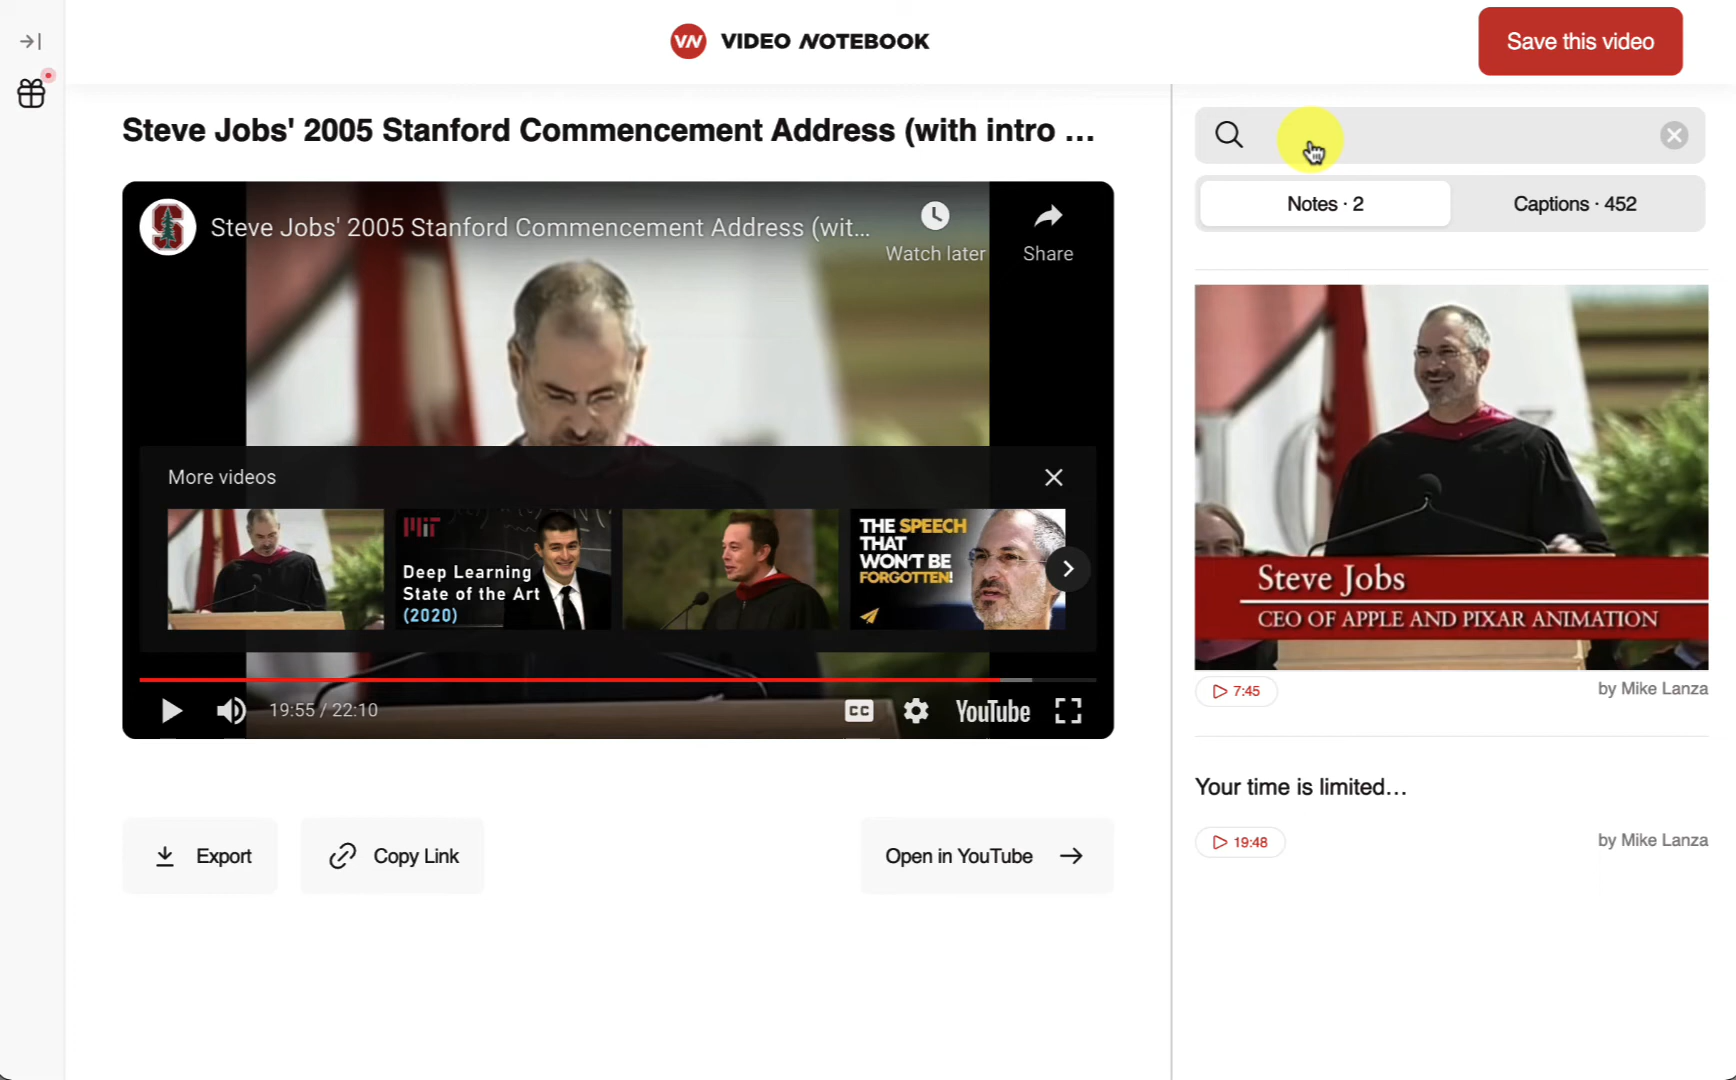 VN VIDEO NOTEBOOK
Save this video
Steve Jobs' 2005 Stanford Commencement Address (with intro ...
S
Steve Jobs' 2005 Stanford Commencement Address (wit...
Watch later
Share
More videos
MIT
Deep Learning
State of the Art
(2020)
THE SPEECH
THAT
WON'T BE
FORGOTTEN!
19:55 / 22:10
CC
YouTube
Export
Copy Link
Open in YouTube
Notes · 2
Captions · 452
Steve Jobs
CEO OF APPLE AND PIXAR ANIMATION
7:45
by Mike Lanza
Your time is limited...
19:48
by Mike Lanza